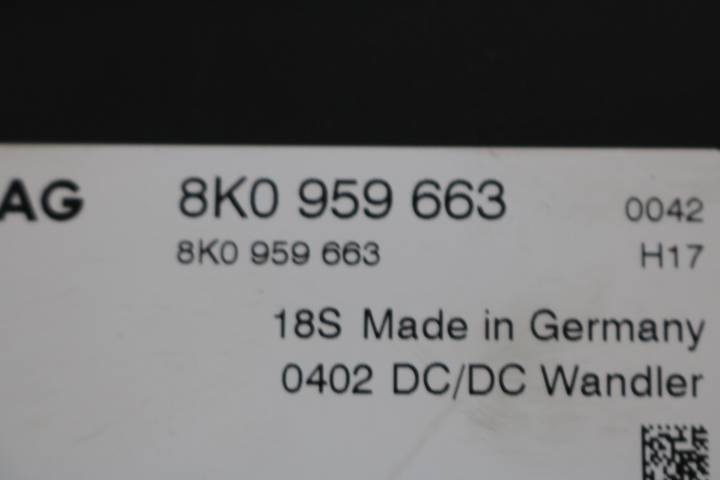 AG 8K0 959 663 0042
8K0 959 663 H17
18S Made in Germany
0402 DC/DC Wandler